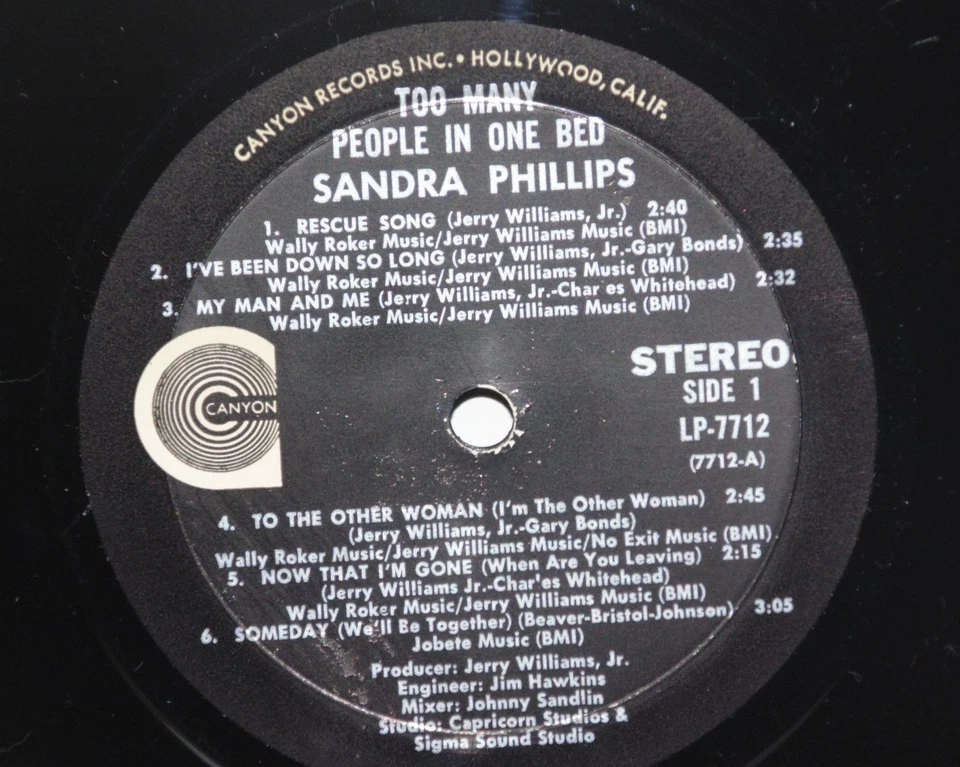 CANYON RECORDS INC. • HOLLYWOOD, CALIF.
TOO MANY
PEOPLE IN ONE BED
SANDRA PHILLIPS
1. RESCUE SONG (Jerry Williams, Jr.) 2:40
Wally Roker Music/Jerry Williams Music (BMI)
2. I'VE BEEN DOWN SO LONG (Jerry Williams, Jr.-Gary Bonds) 2:35
Wally Roker Music/Jerry Williams Music (BMI)
3. MY MAN AND ME (Jerry Williams, Jr.-Char es Whitehead) 2:32
Wally Roker Music/Jerry Williams Music (BMI)
STEREO
SIDE 1
CANYON
LP-7712
(7712-A)
4. TO THE OTHER WOMAN (I'm The Other Woman) 2:45
(Jerry Williams, Jr.-Gary Bonds)
Wally Roker Music/Jerry Williams Music/No Exit Music (BMI)
5. NOW THAT I'M GONE (When Are You Leaving) 2:15
(Jerry Williams Jr.-Char'es Whitehead)
Wally Roker Music/Jerry Williams Music (BMI)
6. SOMEDAY (We'll Be Together) (Beaver-Bristol-Johnson) 3:05
Jobete Music (BMI)
Producer: Jerry Williams, Jr.
Engineer: Jim Hawkins
Mixer: Johnny Sandlin
Studio: Capricorn Studios &
Sigma Sound Studio